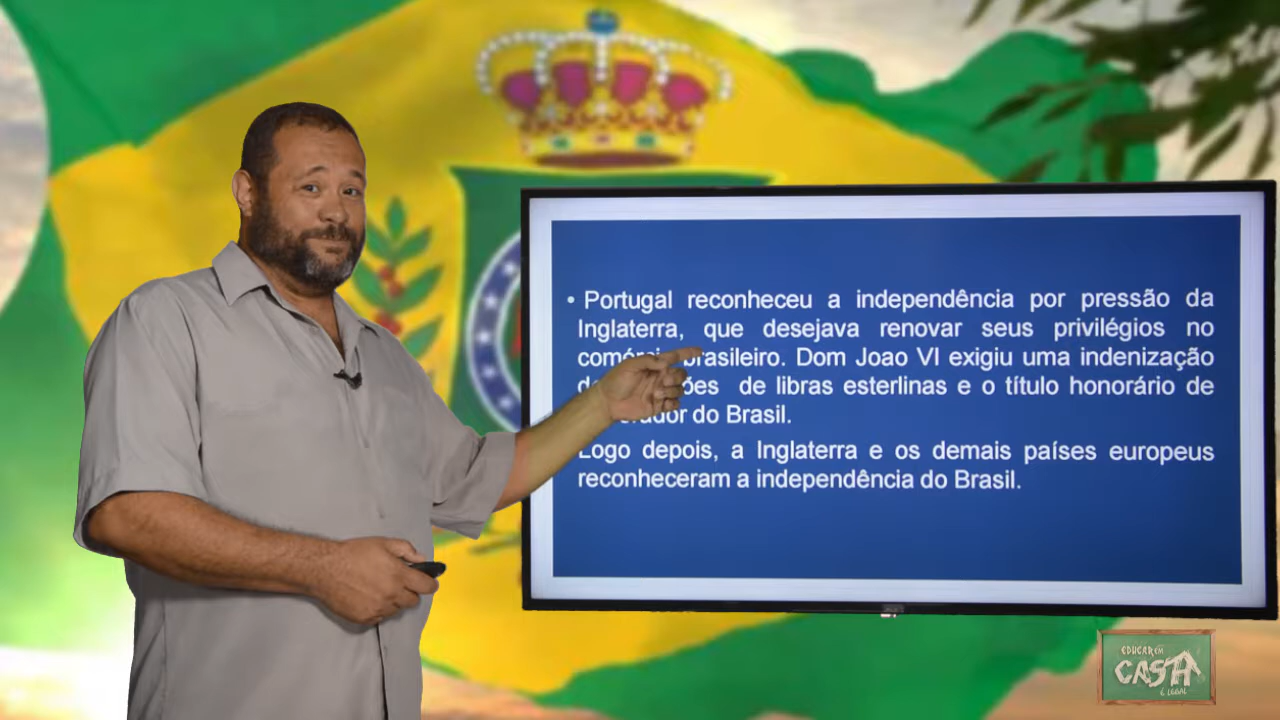 • Portugal reconheceu a independência por pressão da
Inglaterra, que desejava renovar seus privilégios no
brasileiro. Dom Joao VI exigiu uma indenização
de libras esterlinas e o título honorário de
do Brasil.
Logo depois, a Inglaterra e os demais países europeus
reconheceram a independência do Brasil.
EDUCAR EM
CASA
É LEGAL